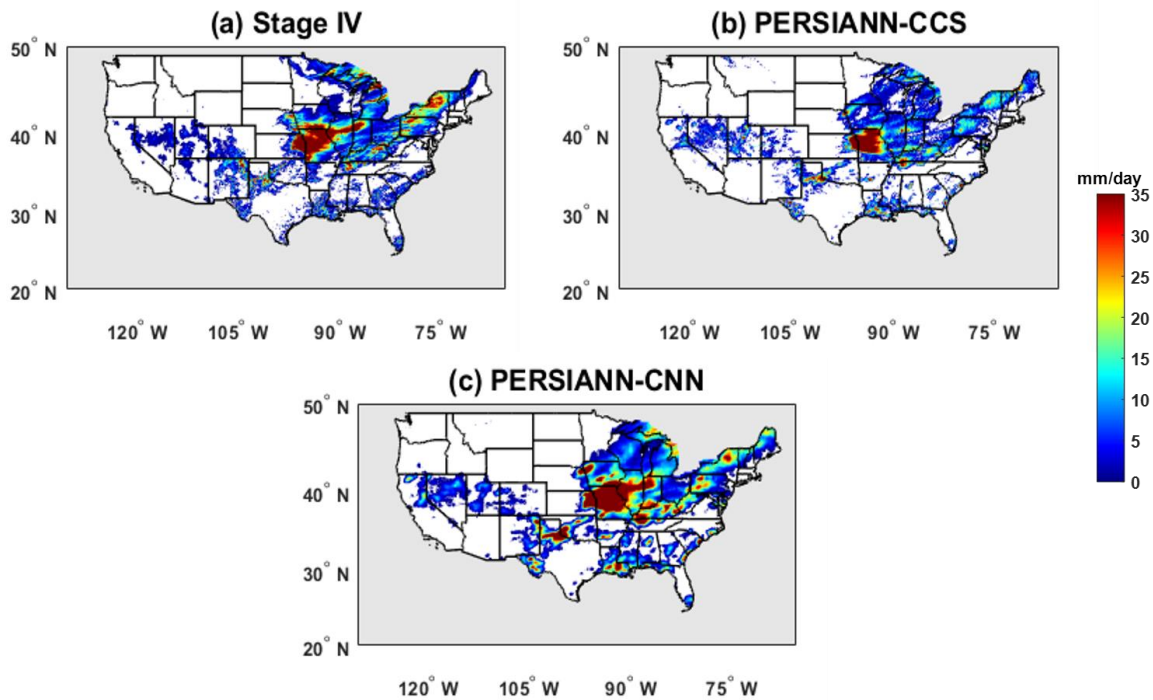 (a) Stage IV
50° N
40° N
30° N
20° N
120° W 105° W 90° W 75° W
(b) PERSIANN-CCS
50° N
40° N
30° N
20° N
120° W 105° W 90° W 75° W
mm/day
35
30
25
20
15
10
5
0
(c) PERSIANN-CNN
50° N
40° N
30° N
20° N
120° W 105° W 90° W 75° W